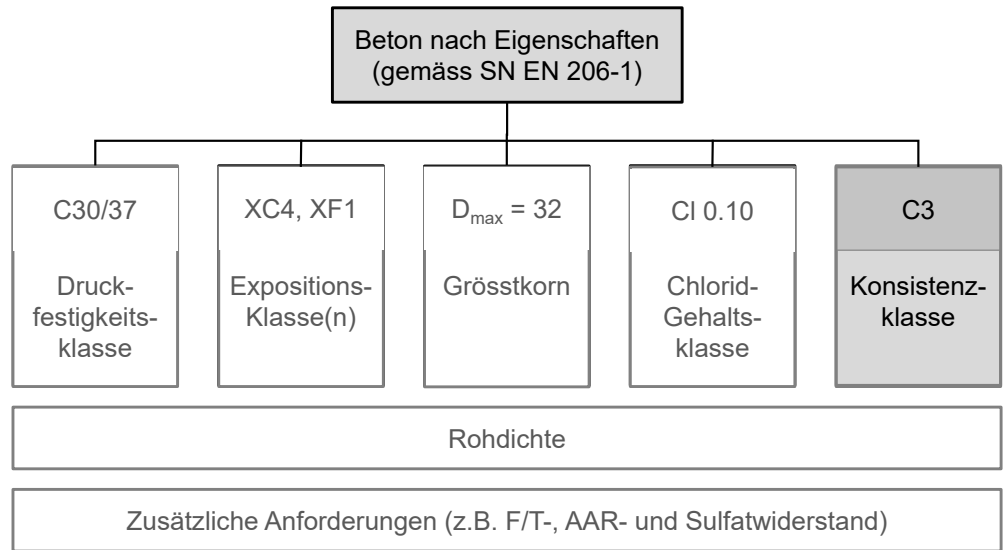 Beton nach Eigenschaften
(gemäss SN EN 206-1)
C30/37
XC4, XF1
Dmax = 32
Cl 0.10
C3
Druck-
festigkeits-
klasse
Expositions-
Klasse(n)
Grösstkorn
Chlorid-
Gehalts-
klasse
Konsistenz-
klasse
Rohdichte
Zusätzliche Anforderungen (z.B. F/T-, AAR- und Sulfatwiderstand)